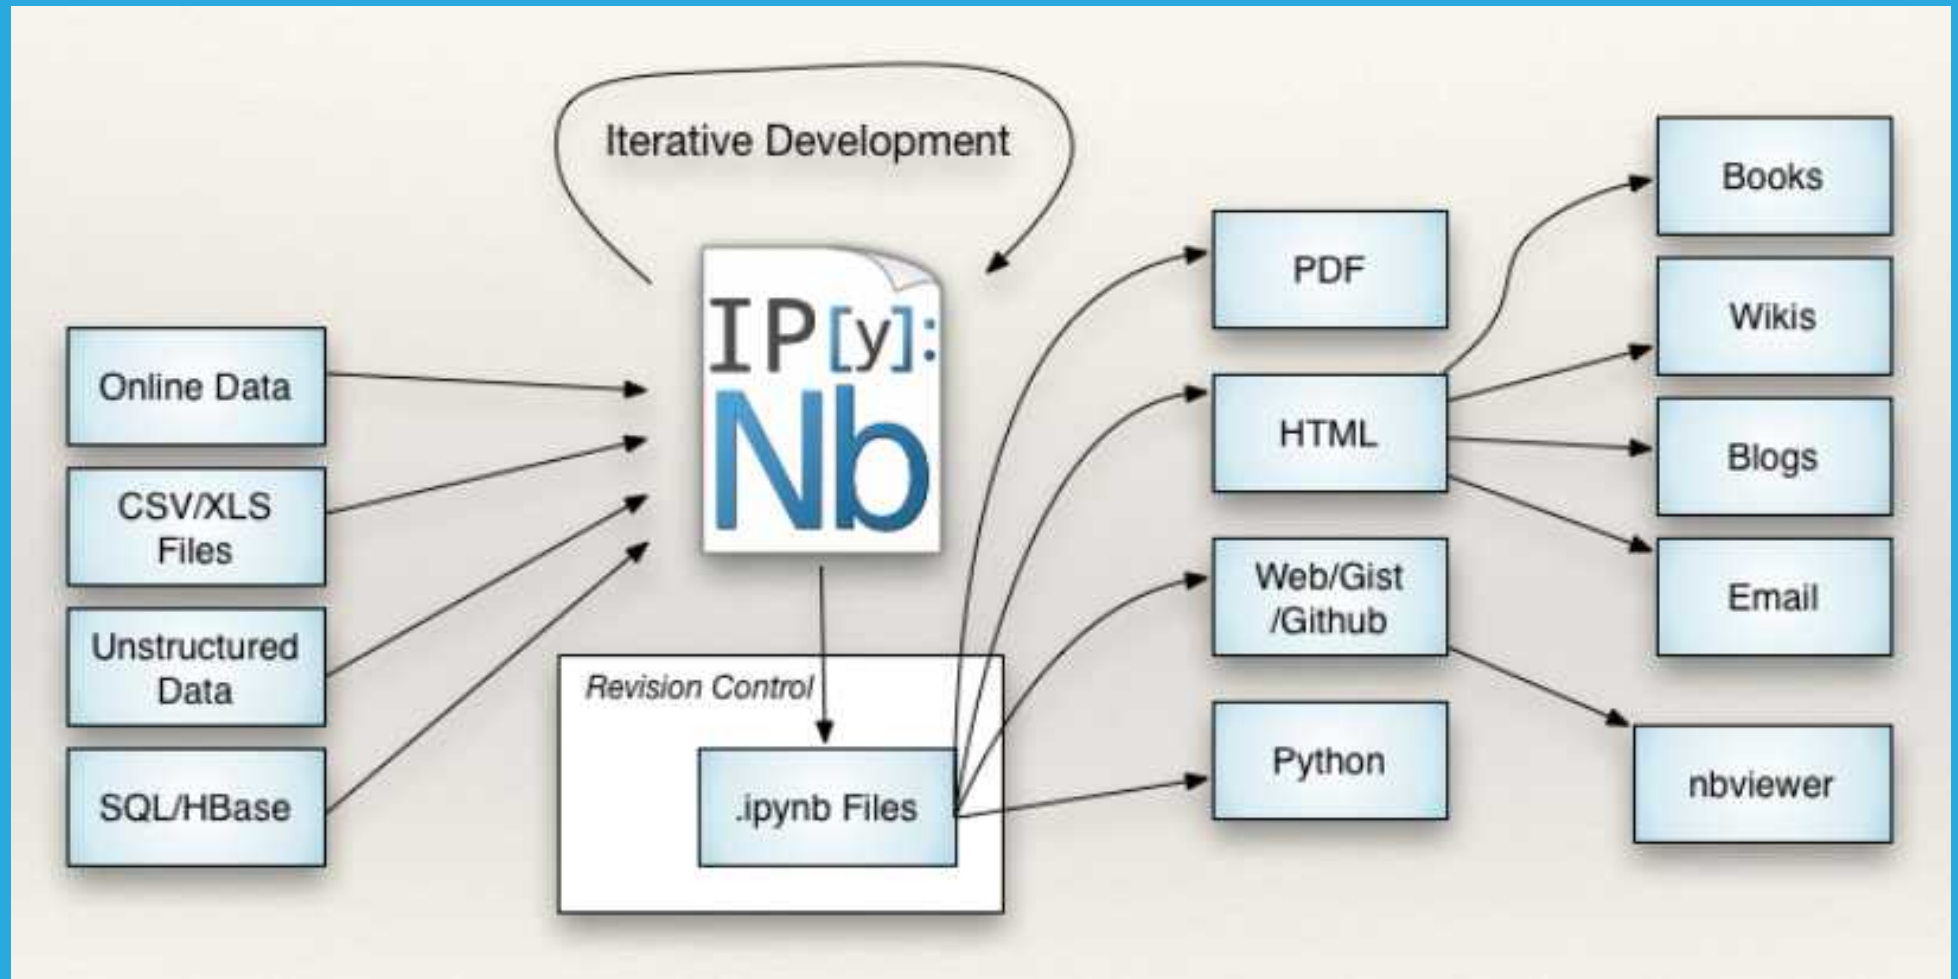 Iterative Development
IP[y]:
Nb
Online Data
CSV/XLS
Files
Unstructured
Data
SQL/HBase
Revision Control
.ipynb Files
PDF
HTML
Web/Gist
/Github
Python
Books
Wikis
Blogs
Email
nbviewer